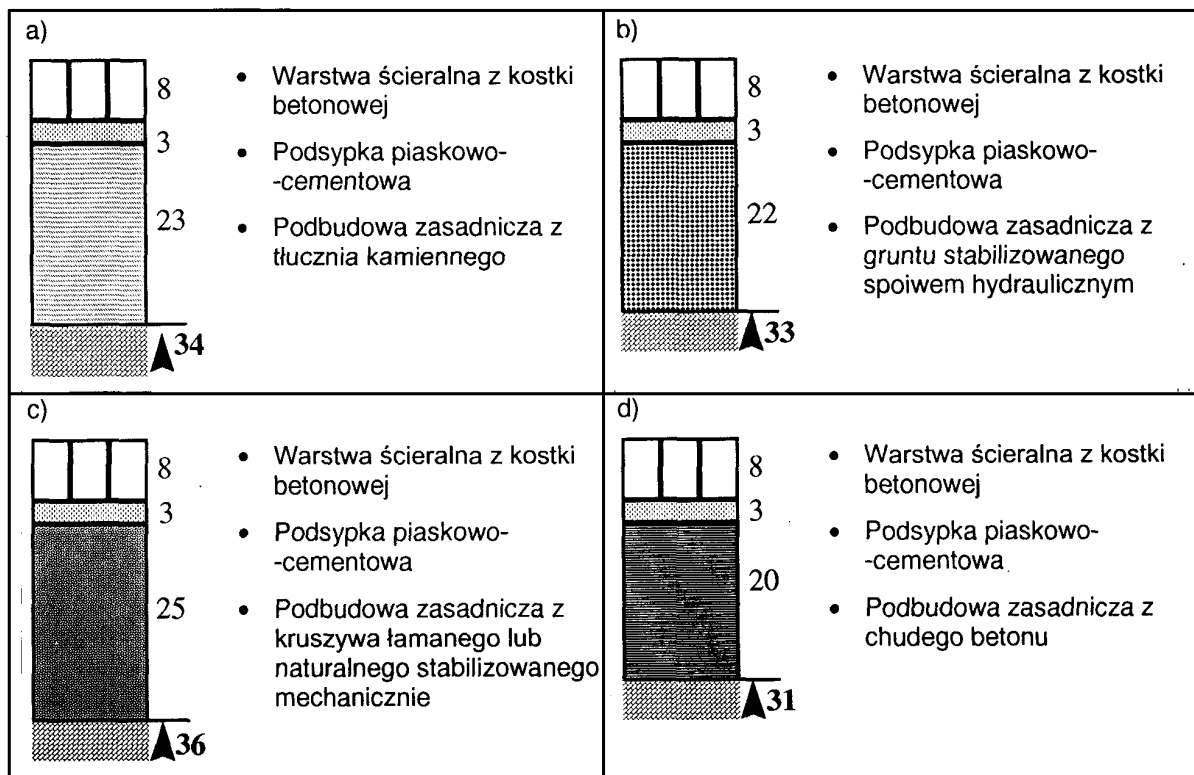 a)
8
3
23
34
• Warstwa ścieralna z kostki
betonowej
• Podsypka piaskowo-
-cementowa
• Podbudowa zasadnicza z
tłucznia kamiennego
b)
8
3
22
33
• Warstwa ścieralna z kostki
betonowej
• Podsypka piaskowo-
-cementowa
• Podbudowa zasadnicza z
gruntu stabilizowanego
spoiwem hydraulicznym
c)
8
3
25
36
• Warstwa ścieralna z kostki
betonowej
• Podsypka piaskowo-
-cementowa
• Podbudowa zasadnicza z
kruszywa łamanego lub
naturalnego stabilizowanego
mechanicznie
d)
8
3
20
31
• Warstwa ścieralna z kostki
betonowej
• Podsypka piaskowo-
-cementowa
• Podbudowa zasadnicza z
chudego betonu